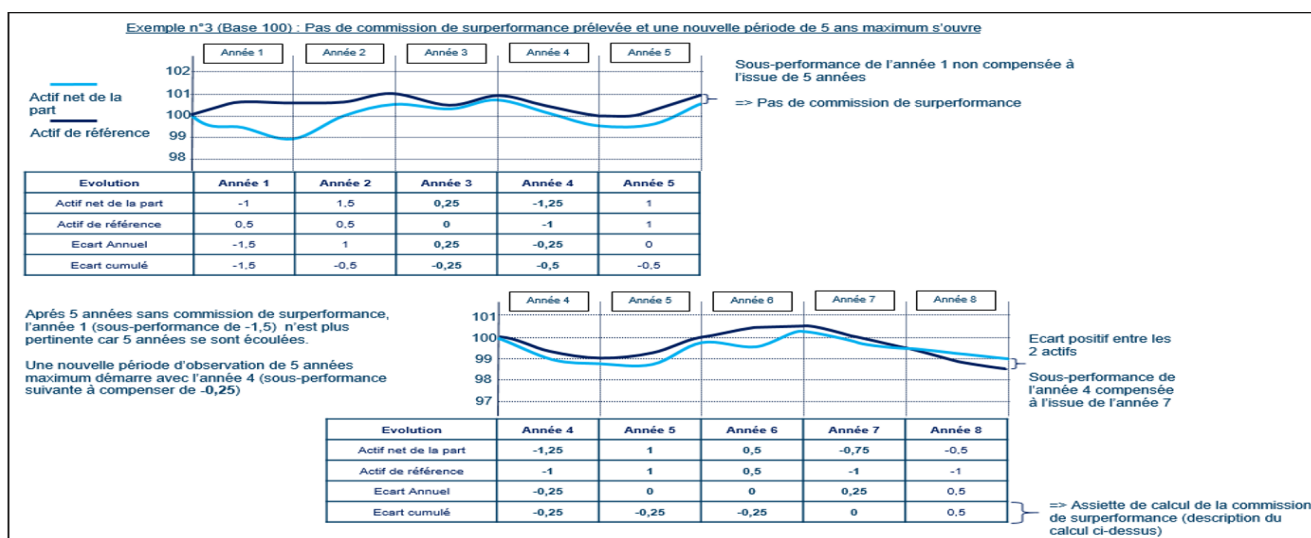 Exemple n°3 (Base 100) : Pas de commission de surperformance prélevée et une nouvelle période de 5 ans maximum s'ouvre
Année 1 Année 2 Année 3 Année 4 Année 5
102
101
100
99
98
Actif net de la
part
Actif de référence
Sous-performance de l'année 1 non compensée à
l'issue de 5 années
=> Pas de commission de surperformance
Evolution Année 1 Année 2 Année 3 Année 4 Année 5
Actif net de la part -1 1,5 0,25 -1,25 1
Actif de référence 0,5 0,5 0 -1 1
Ecart Annuel -1,5 1 0,25 -0,25 0
Ecart cumulé -1,5 -0,5 -0,25 -0,5 -0,5
Aprés 5 années sans commission de surperformance,
l'année 1 (sous-performance de -1,5) n'est plus
pertinente car 5 années se sont écoulées.
Une nouvelle période d'observation de 5 années
maximum démarre avec l'année 4 (sous-performance
suivante à compenser de -0,25)
Année 4 Année 5 Année 6 Année 7 Année 8
101
100
99
98
97
Ecart positif entre les
2 actifs
Sous-performance de
l'année 4 compensée
à l'issue de l'année 7
Evolution Année 4 Année 5 Année 6 Année 7 Année 8
Actif net de la part -1,25 1 0,5 -0,75 -0,5
Actif de référence -1 1 0,5 -1 -1
Ecart Annuel -0,25 0 0 0,25 0,5
Ecart cumulé -0,25 -0,25 -0,25 0 0,5
=> Assiette de calcul de la commission
de surperformance (description du
calcul ci-dessus)